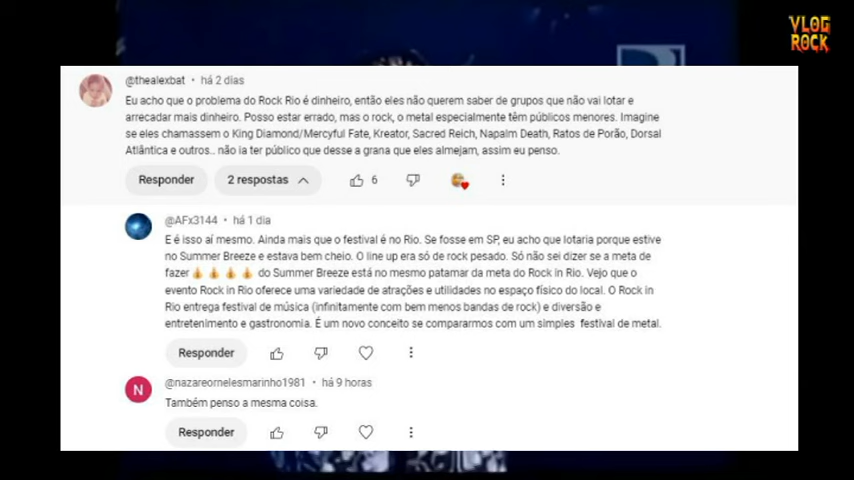 VLOG
ROCK
@thealexbat • há 2 dias
Eu acho que o problema do Rock Rio é dinheiro, então eles não querem saber de grupos que não vai lotar e
arrecadar mais dinheiro. Posso estar errado, mas o rock, o metal especialmente têm públicos menores. Imagine
se eles chamassem o King Diamond/Mercyful Fate, Kreator, Sacred Reich, Napalm Death, Ratos de Porão, Dorsal
Atlântica e outros.. não ia ter público que desse a grana que eles almejam, assim eu penso.
Responder 2 respostas 6
@AFx3144 • há 1 dia
E é isso aí mesmo. Ainda mais que o festival é no Rio. Se fosse em SP, eu acho que lotaria porque estive
no Summer Breeze e estava bem cheio. O line up era só de rock pesado. Só não sei dizer se a meta de
fazer 💰 💰 💰 💰 do Summer Breeze está no mesmo patamar da meta do Rock in Rio. Vejo que o
evento Rock in Rio oferece uma variedade de atrações e utilidades no espaço físico do local. O Rock in
Rio entrega festival de música (infinitamente com bem menos bandas de rock) e diversão e
entretenimento e gastronomia. É um novo conceito se compararmos com um simples festival de metal.
Responder
N @nazareornelesmarinho1981 • há 9 horas
Também penso a mesma coisa.
Responder